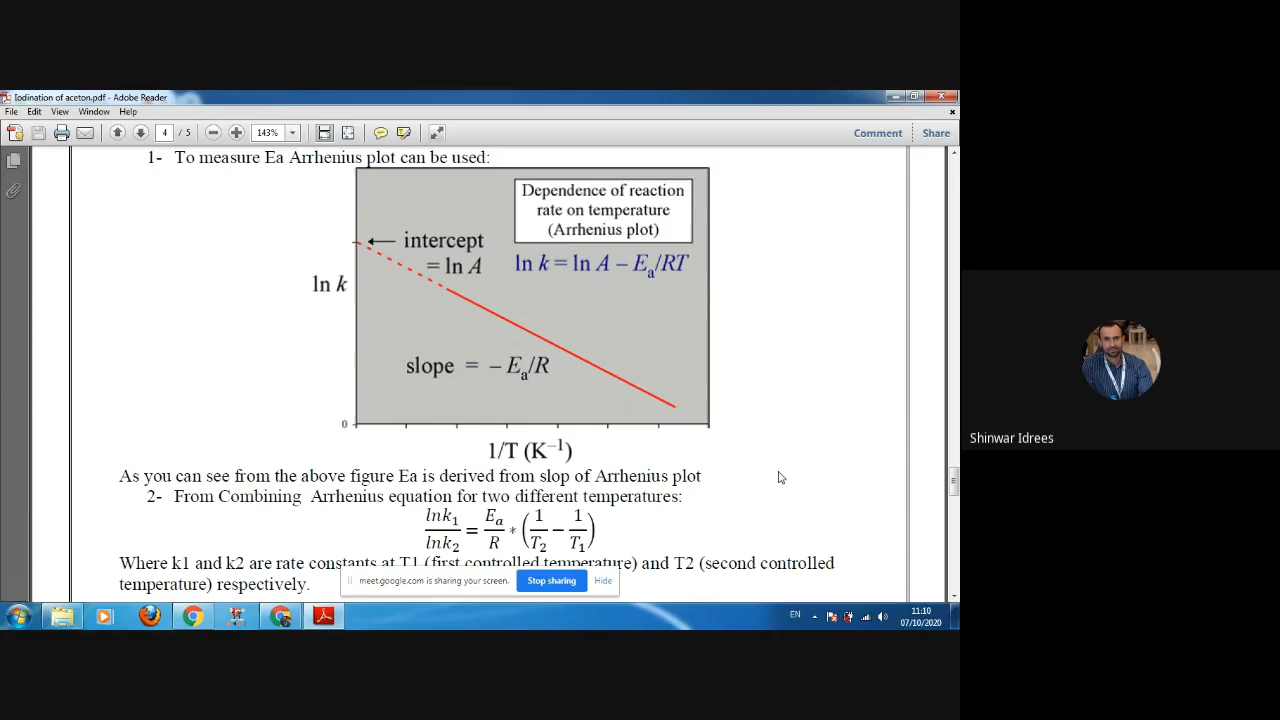 Iodination of aceton.pdf - Adobe Reader
File Edit View Window Help
4 / 5 143% Comment Share
1- To measure Ea Arrhenius plot can be used:
Dependence of reaction
rate on temperature
(Arrhenius plot)
intercept
= ln A
ln k = ln A – Ea/RT
ln k
slope = – Ea/R
0
1/T (K–1)
As you can see from the above figure Ea is derived from slop of Arrhenius plot
2- From Combining Arrhenius equation for two different temperatures:
lnk1/lnk2 = Ea/R * (1/T2 − 1/T1)
Where k1 and k2 are rate constants at T1 (first controlled temperature) and T2 (second controlled
temperature) respectively.
meet.google.com is sharing your screen. Stop sharing Hide
EN 11:10
07/10/2020
Shinwar Idrees